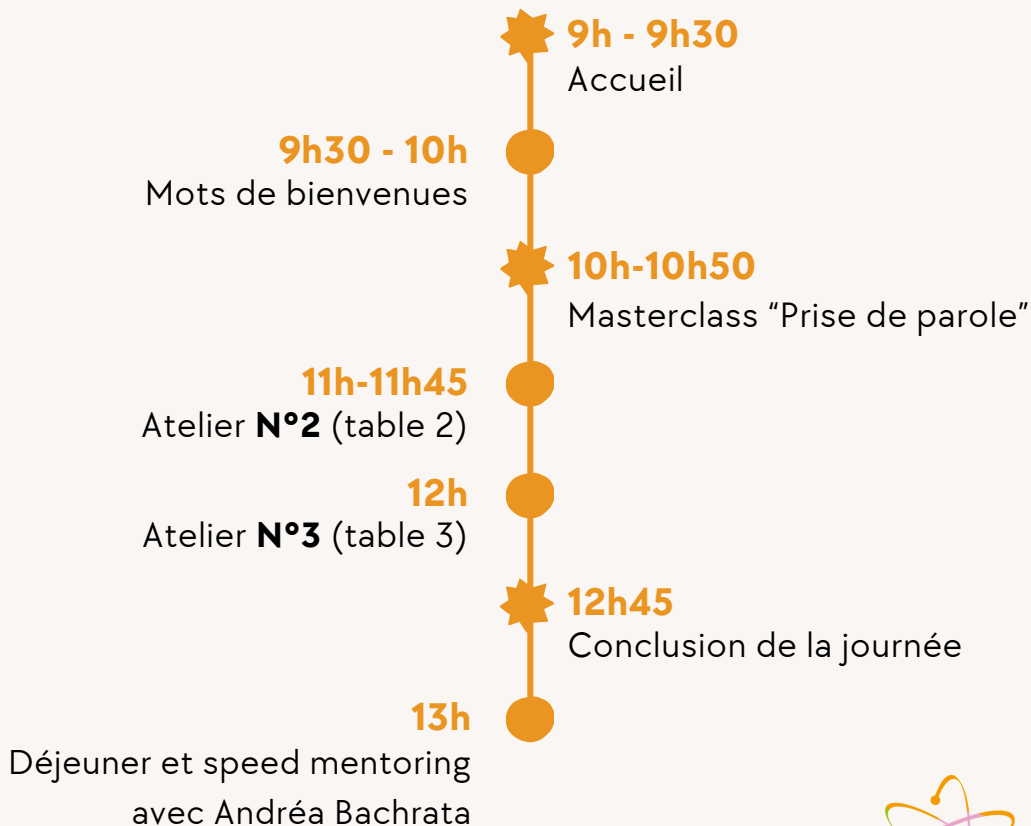 9h - 9h30
Accueil
9h30 - 10h
Mots de bienvenues
10h-10h50
Masterclass “Prise de parole”
11h-11h45
Atelier N°2 (table 2)
12h
Atelier N°3 (table 3)
12h45
Conclusion de la journée
13h
Déjeuner et speed mentoring
avec Andréa Bachrata